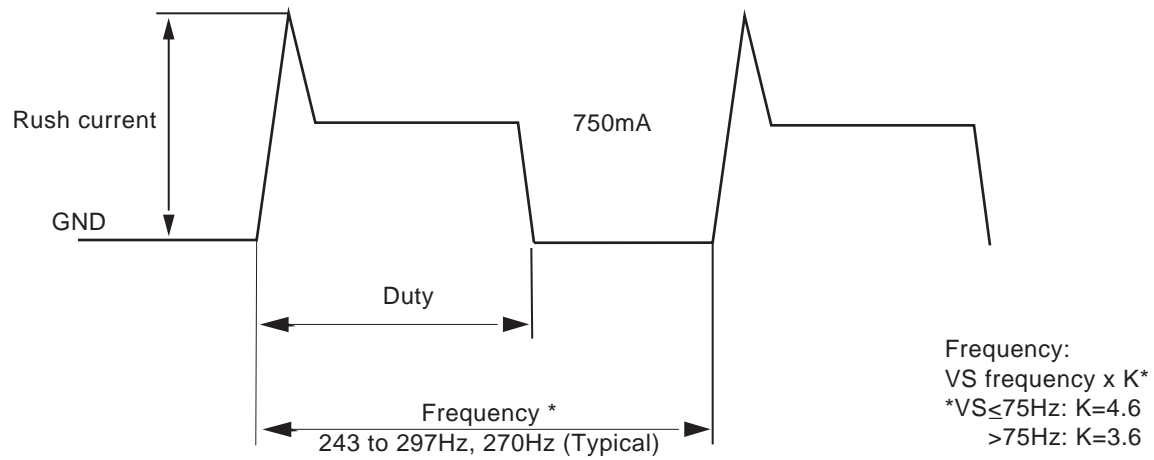 Rush current
750mA
GND
Duty
Frequency *
243 to 297Hz, 270Hz (Typical)
Frequency:
VS frequency x K*
*VS≤75Hz: K=4.6
>75Hz: K=3.6